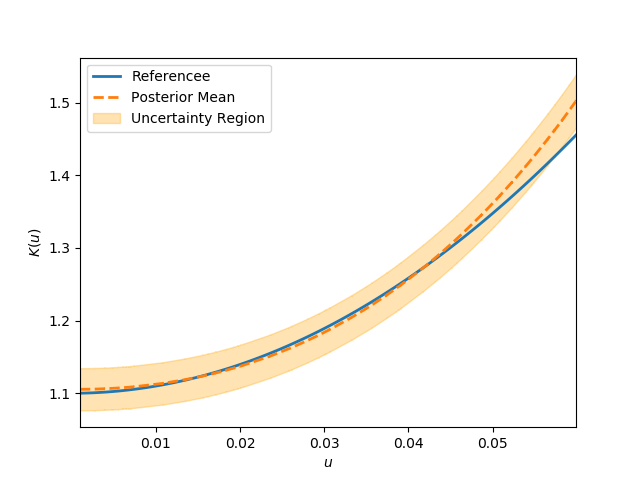 Referencee
Posterior Mean
Uncertainty Region
K(u)
1.5
1.4
1.3
1.2
1.1
0.01 0.02 0.03 0.04 0.05
u